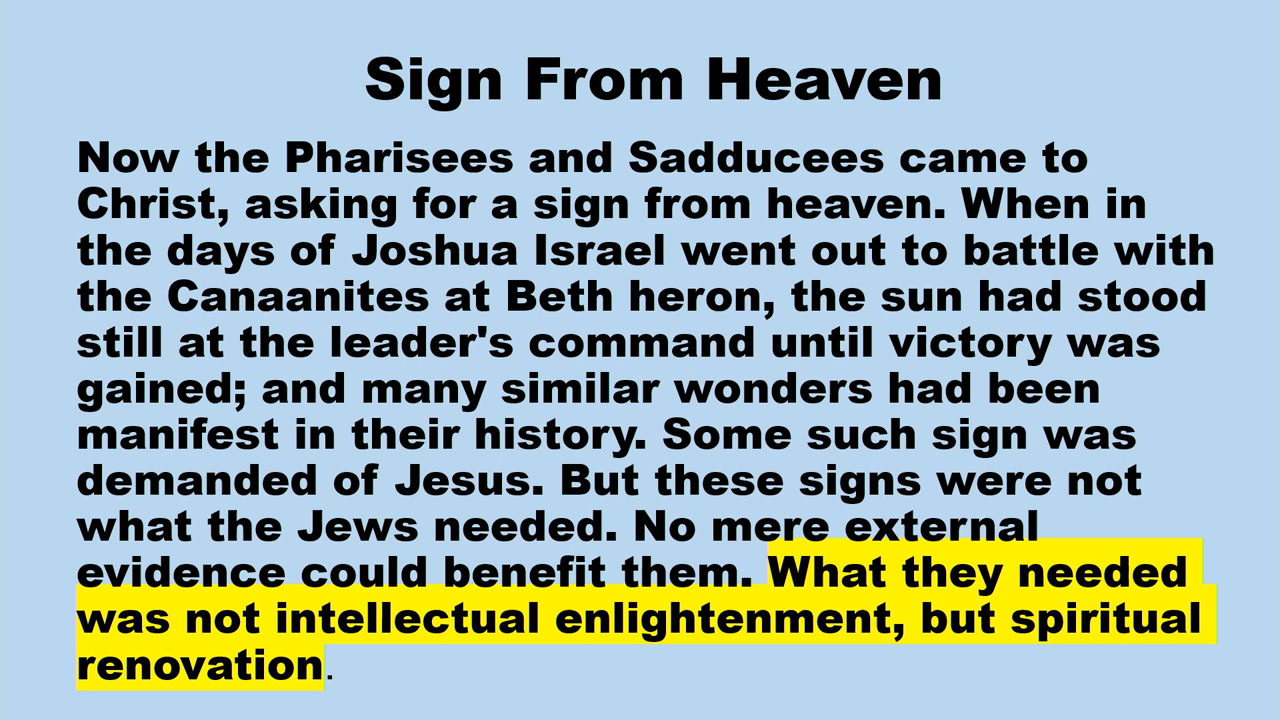 Sign From Heaven
Now the Pharisees and Sadducees came to
Christ, asking for a sign from heaven. When in
the days of Joshua Israel went out to battle with
the Canaanites at Beth heron, the sun had stood
still at the leader's command until victory was
gained; and many similar wonders had been
manifest in their history. Some such sign was
demanded of Jesus. But these signs were not
what the Jews needed. No mere external
evidence could benefit them. What they needed
was not intellectual enlightenment, but spiritual
renovation.